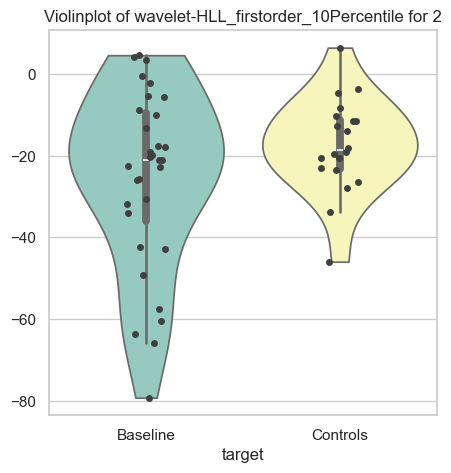 Violinplot of wavelet-HLL_firstorder_10Percentile for 2
0
−20
−40
−60
−80
Baseline
Controls
target